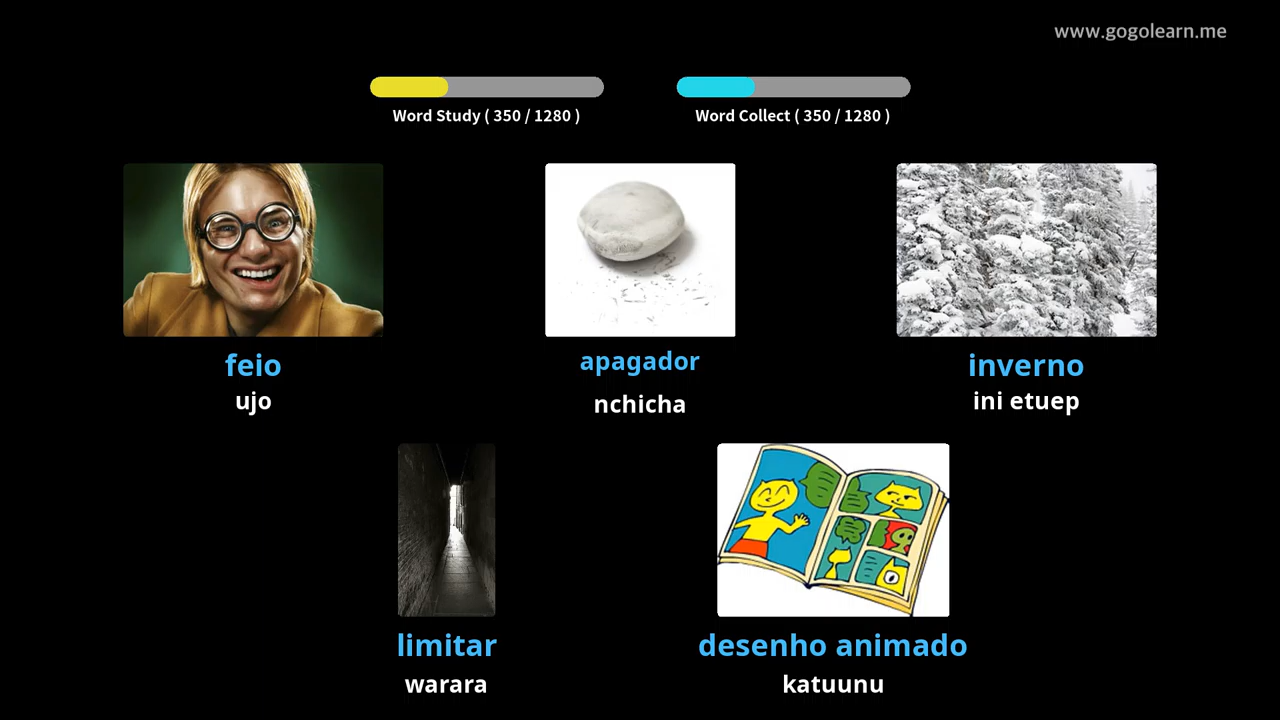 www.gogolearn.me
Word Study ( 350 / 1280 )
Word Collect ( 350 / 1280 )
feio
ujo
apagador
nchicha
inverno
ini etuep
limitar
warara
desenho animado
katuunu